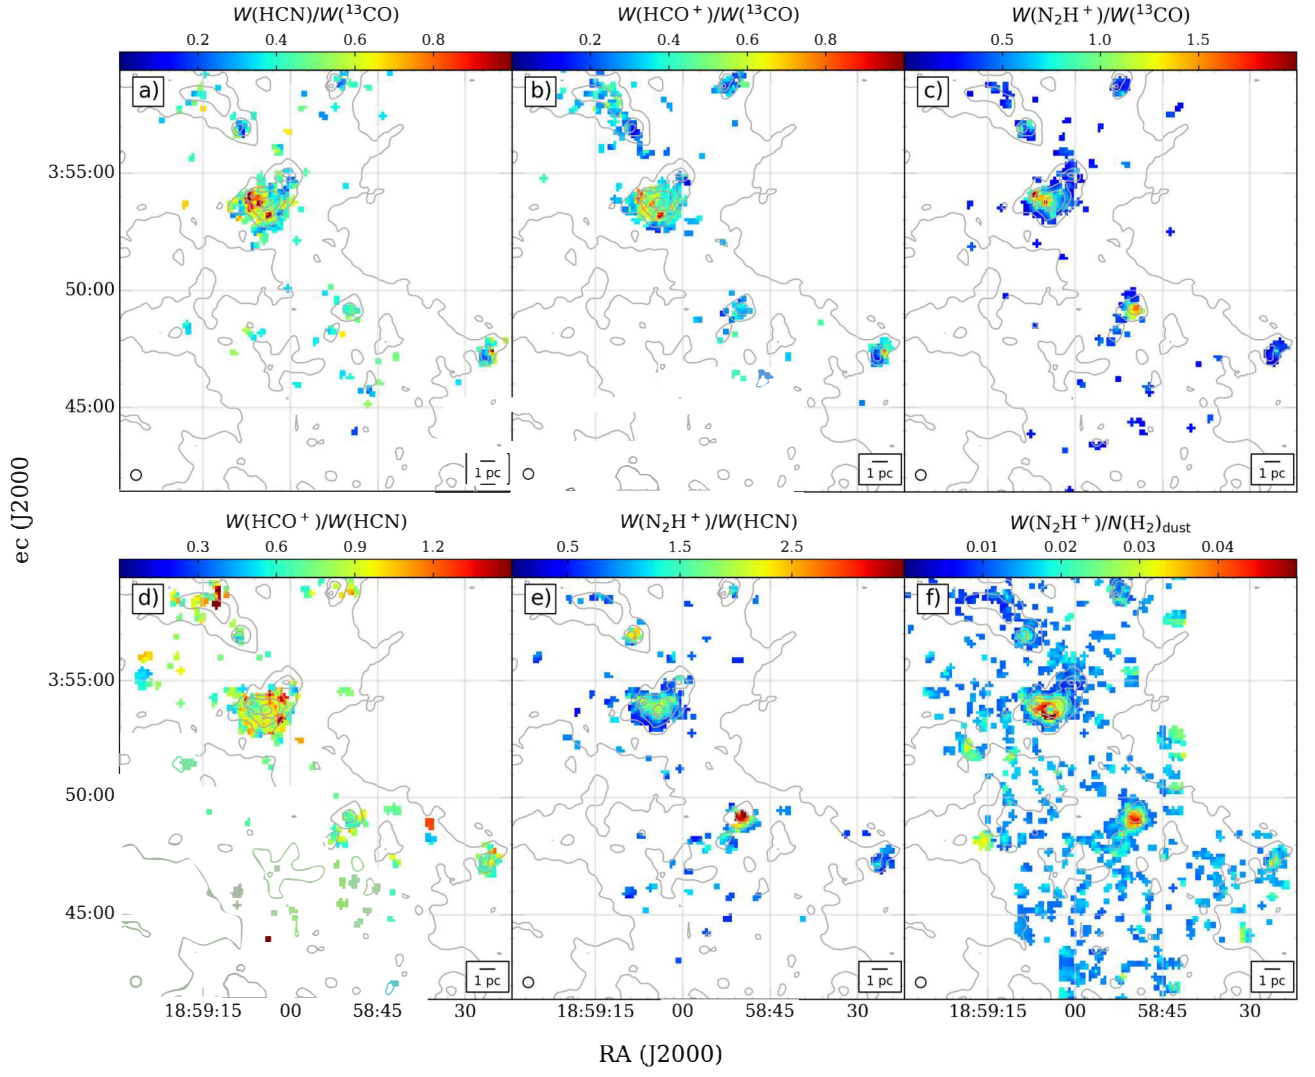 W(HCN)/W(¹³CO) W(HCO⁺)/W(¹³CO) W(N₂H⁺)/W(¹³CO)
0.2 0.4 0.6 0.8 0.2 0.4 0.6 0.8 0.5 1.0 1.5
a) b) c)
3:55:00
50:00
45:00
1 pc 1 pc 1 pc
ec (J2000)
W(HCO⁺)/W(HCN) W(N₂H⁺)/W(HCN) W(N₂H⁺)/N(H₂)dust
0.3 0.6 0.9 1.2 0.5 1.5 2.5 0.01 0.02 0.03 0.04
d) e) f)
3:55:00
50:00
45:00
1 pc 1 pc 1 pc
18:59:15 00 58:45 30 18:59:15 00 58:45 30 18:59:15 00 58:45 30
RA (J2000)